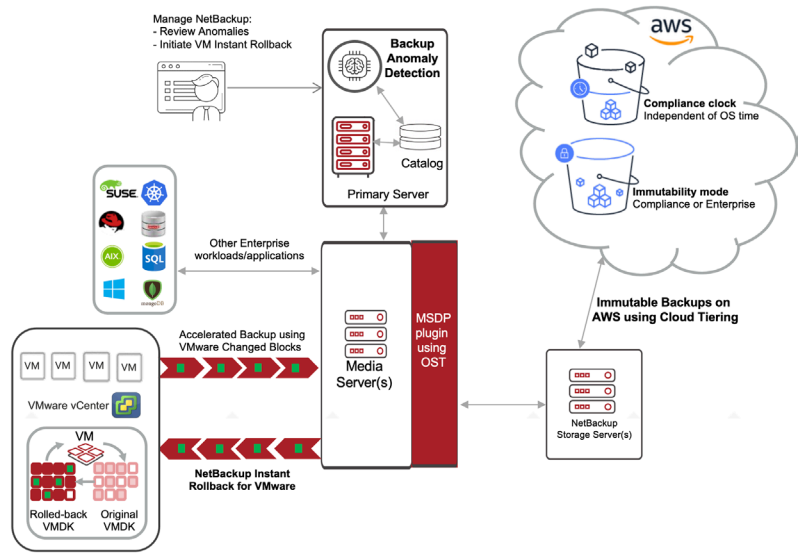 Manage NetBackup:
- Review Anomalies
- Initiate VM Instant Rollback
Backup
Anomaly
Detection
Catalog
Primary Server
aws
Compliance clock
Independent of OS time
Immutability mode
Compliance or Enterprise
SUSE
AIX
SQL
mongoDB
Other Enterprise
workloads/applications
Media
Server(s)
MSDP
plugin
using
OST
Immutable Backups on
AWS using Cloud Tiering
NetBackup
Storage Server(s)
Accelerated Backup using
VMware Changed Blocks
VM VM VM VM
VMware vCenter
VM
Rolled-back
VMDK
Original
VMDK
NetBackup Instant
Rollback for VMware